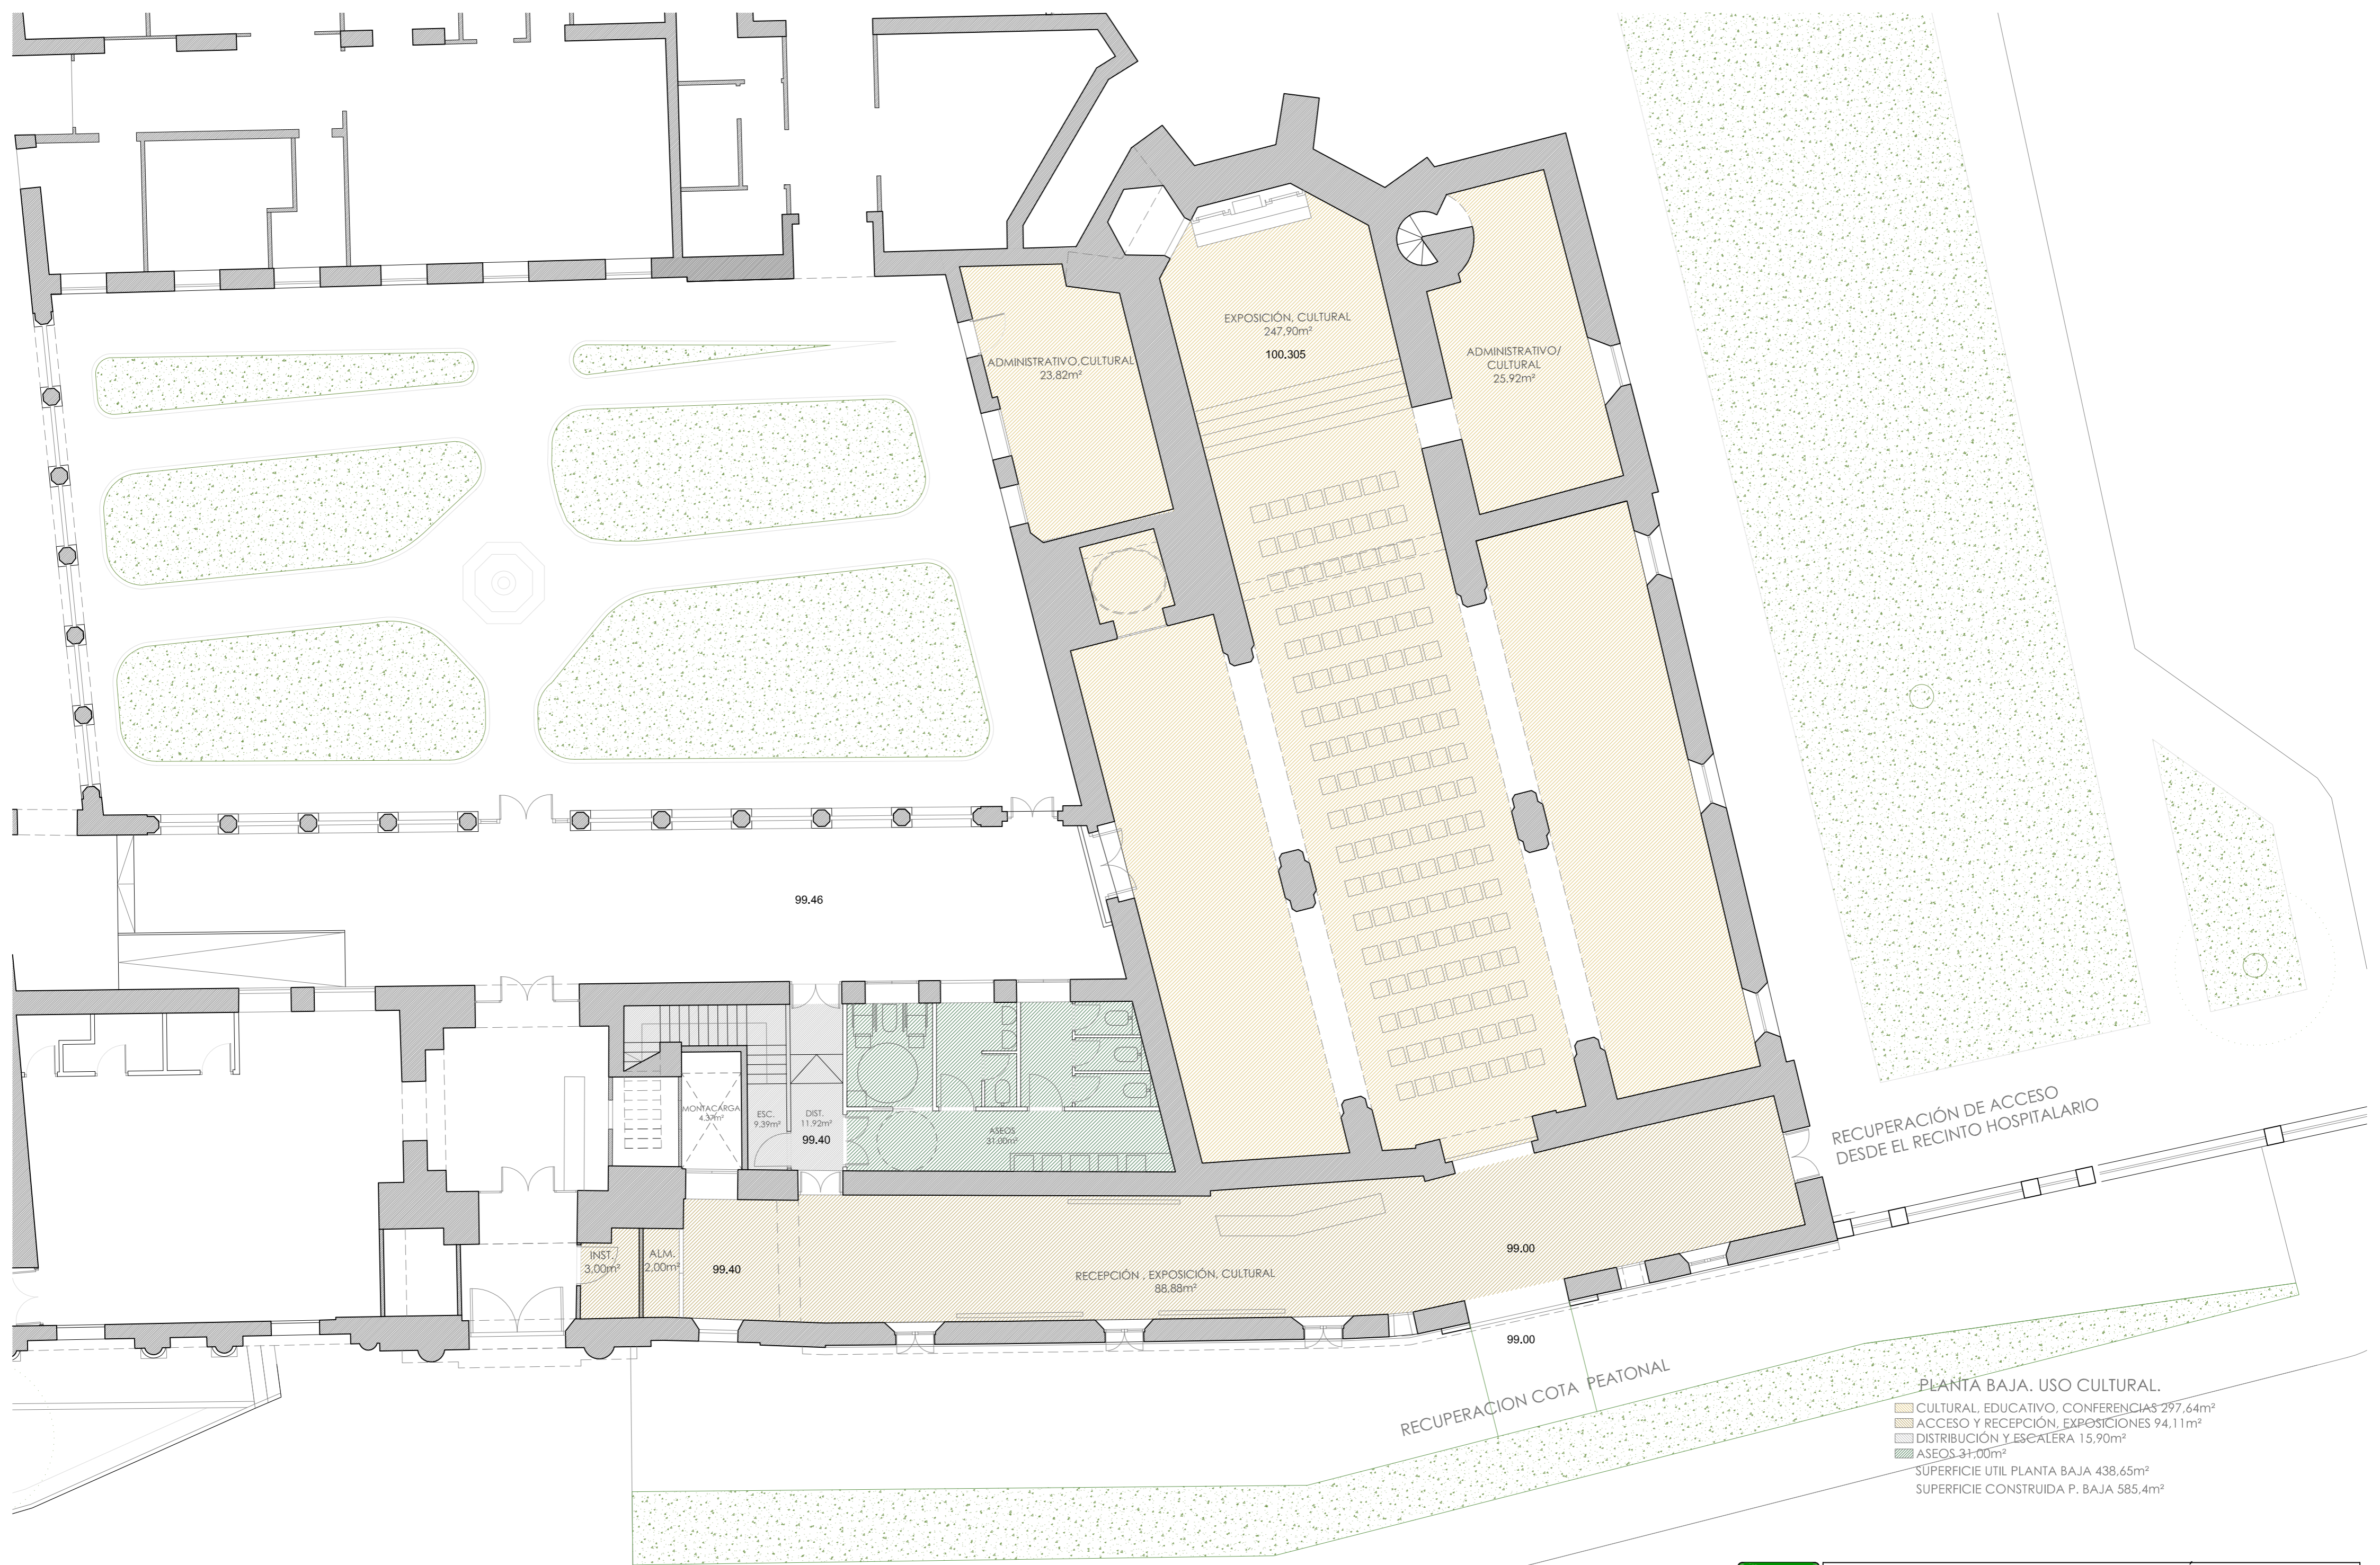 EXPOSICIÓN, CULTURAL
247,90m²
100.305
ADMINISTRATIVO,CULTURAL
23,82m²
ADMINISTRATIVO/
CULTURAL
25,92m²
99.46
MONTACARGA
4,37m²
ESC.
9,39m²
DIST.
11,92m²
99.40
ASEOS
31,00m²
RECUPERACIÓN DE ACCESO
DESDE EL RECINTO HOSPITALARIO
INST.
3,00m²
ALM.
2,00m²
99.40
RECEPCIÓN , EXPOSICIÓN, CULTURAL
88,88m²
99.00
99.00
RECUPERACION COTA PEATONAL
PLANTA BAJA. USO CULTURAL.
CULTURAL, EDUCATIVO, CONFERENCIAS 297,64m²
ACCESO Y RECEPCIÓN, EXPOSICIONES 94,11m²
DISTRIBUCIÓN Y ESCALERA 15,90m²
ASEOS 31,00m²
SUPERFICIE UTIL PLANTA BAJA 438,65m²
SUPERFICIE CONSTRUIDA P. BAJA 585,4m²